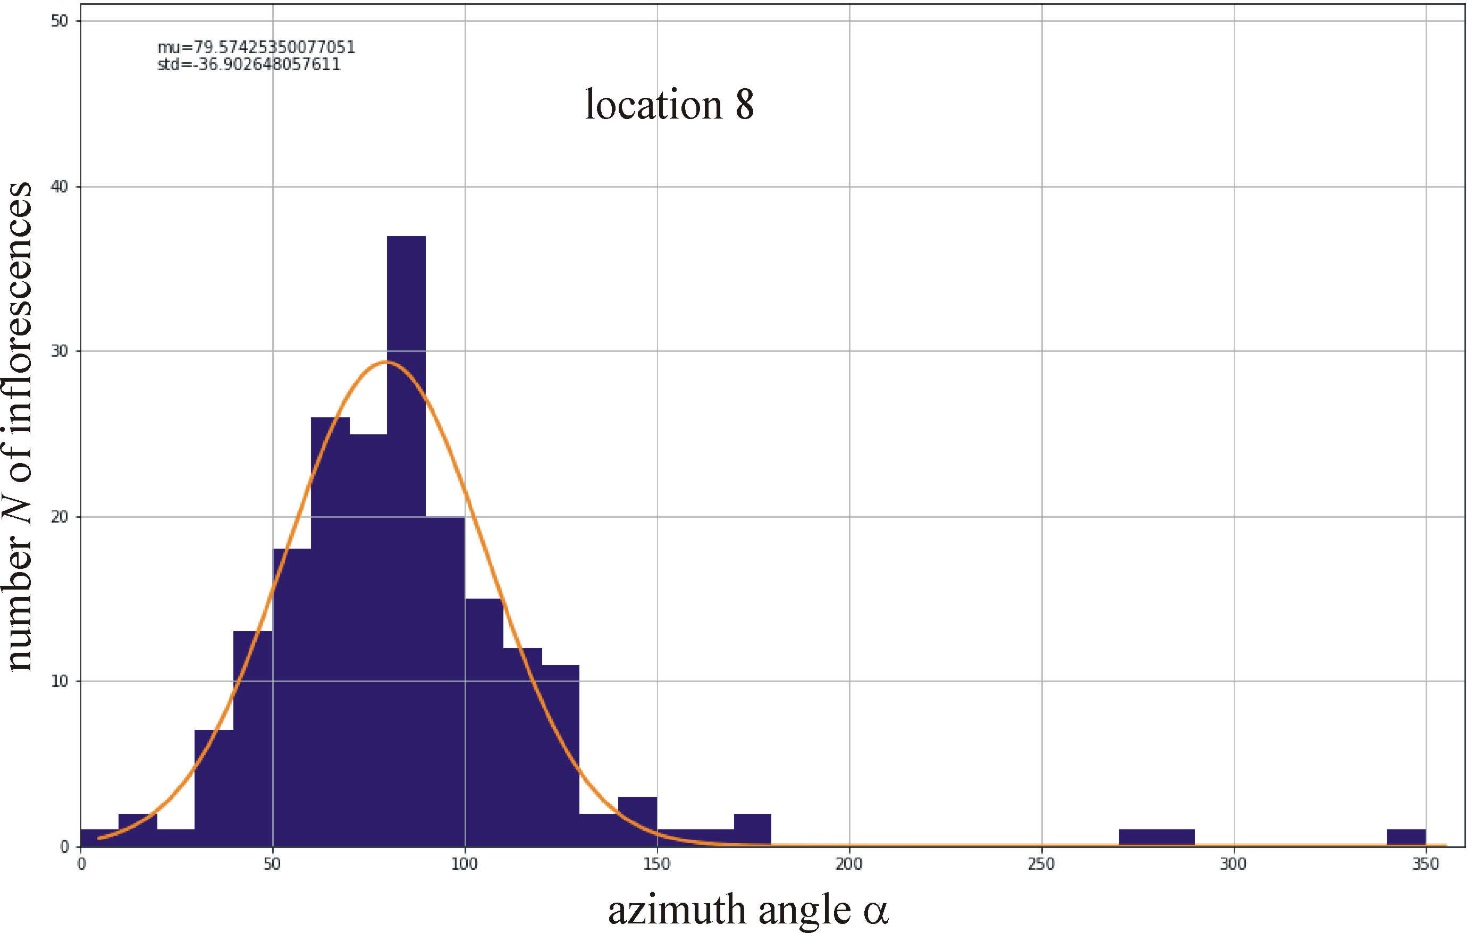 50
mu=79.57425350077051
std=-36.902648057611
location 8
40
30
20
10
0
number N of inflorescences
0 50 100 150 200 250 300 350
azimuth angle α